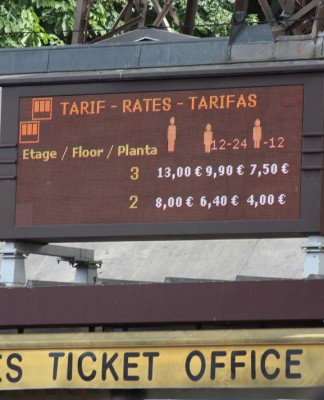 TARIF - RATES - TARIFAS
12-24 -12
Etage / Floor / Planta
3 13,00 € 9,90 € 7,50 €
2 8,00 € 6,40 € 4,00 €
S TICKET OFFICE